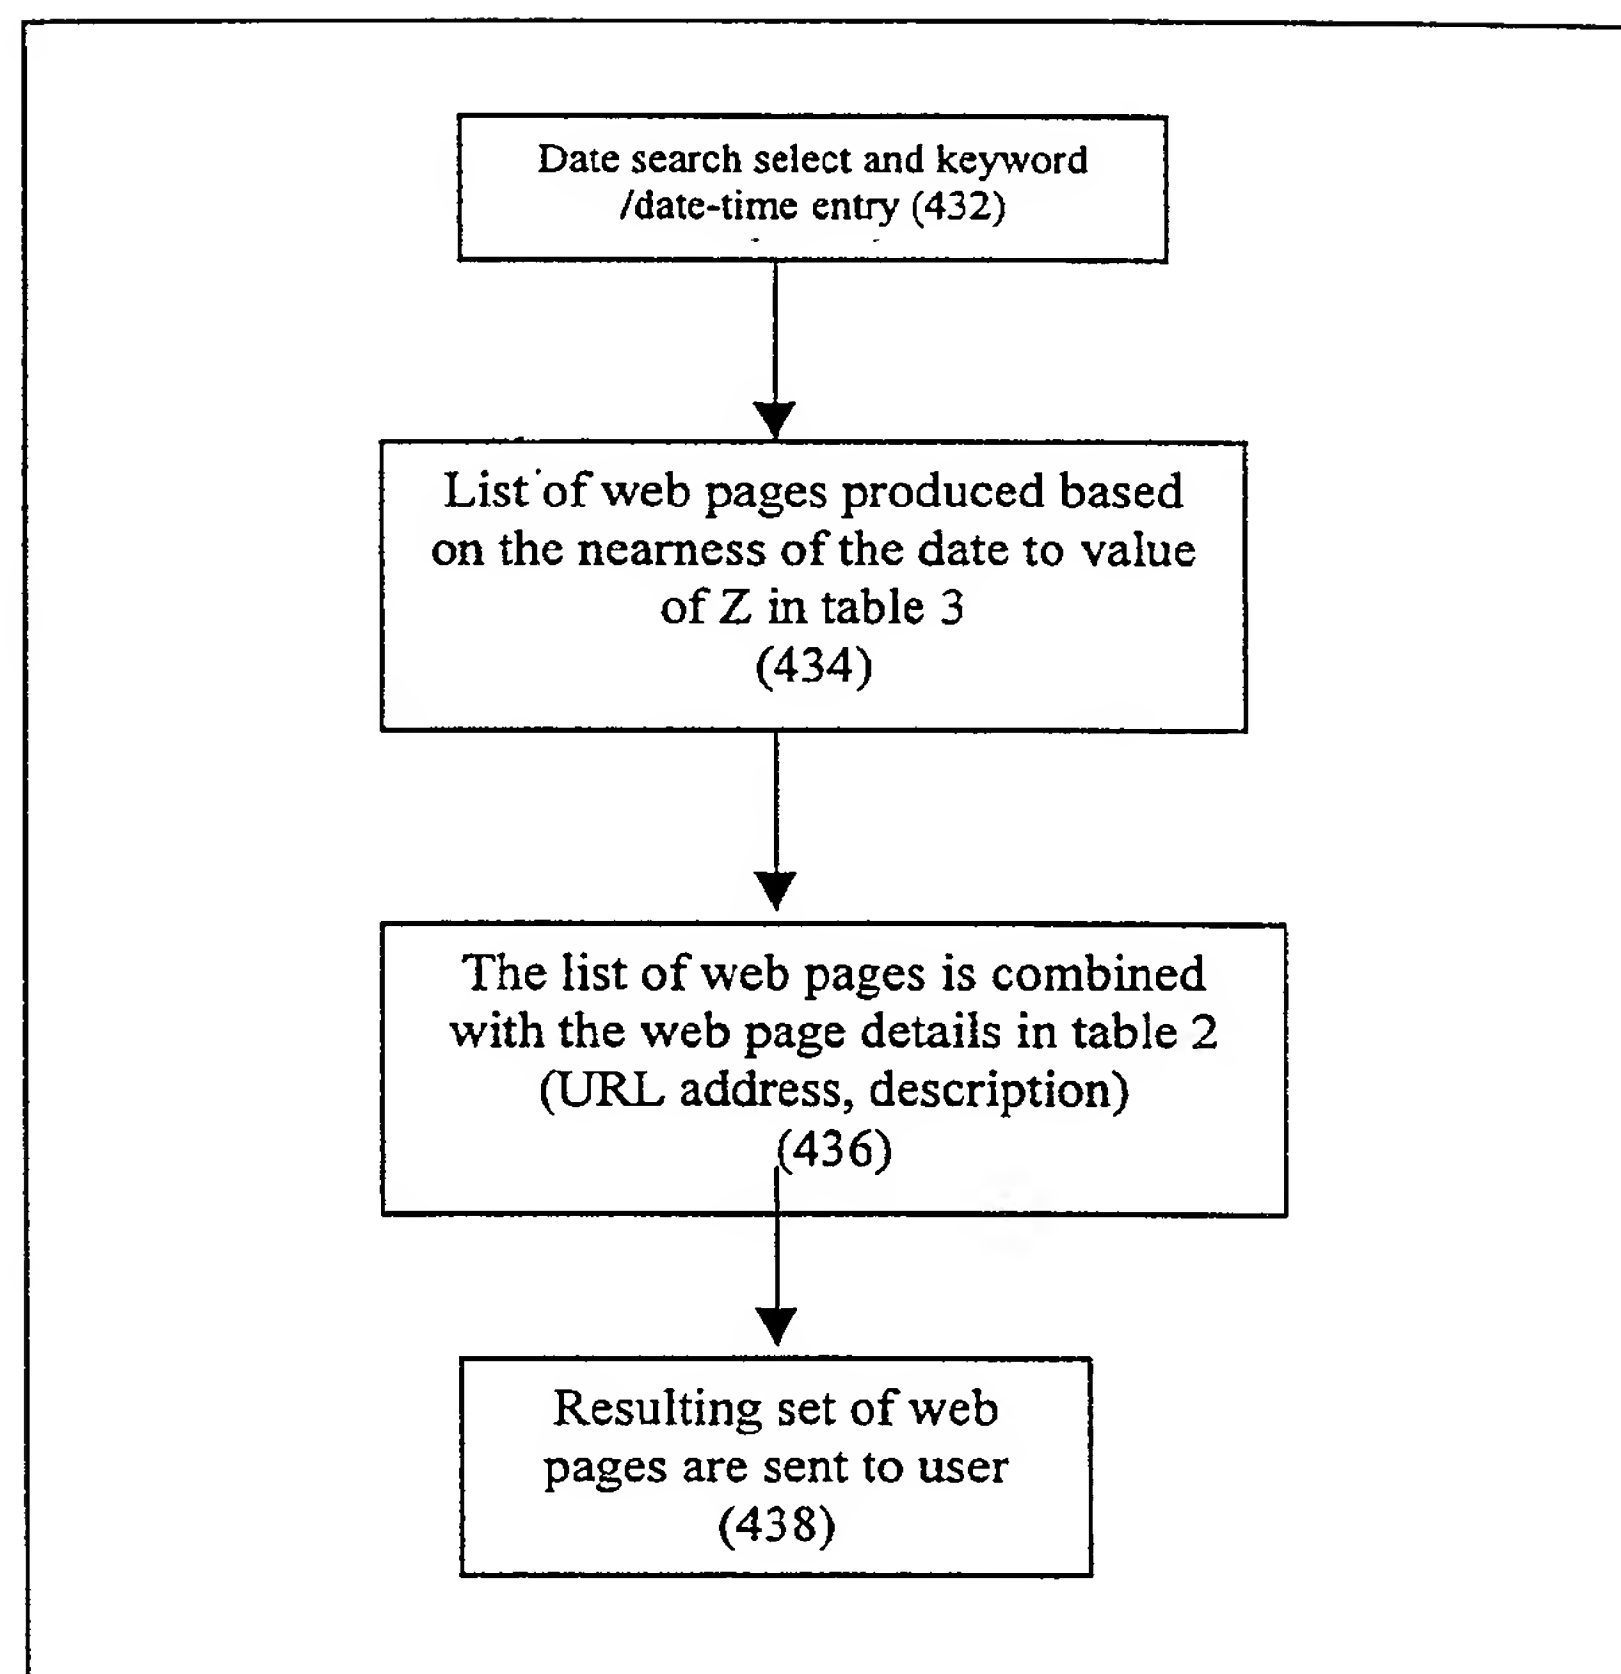 Date search select and keyword
/date-time entry (432)
List of web pages produced based
on the nearness of the date to value
of Z in table 3
(434)
The list of web pages is combined
with the web page details in table 2
(URL address, description)
(436)
Resulting set of web
pages are sent to user
(438)